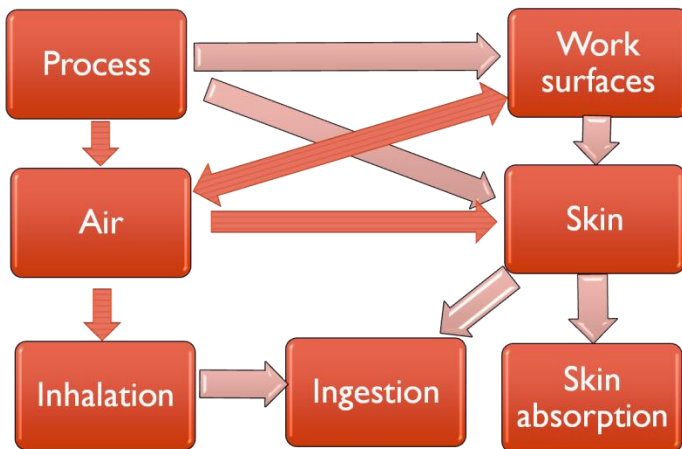 Process
Work
surfaces
Air
Skin
Inhalation
Ingestion
Skin
absorption